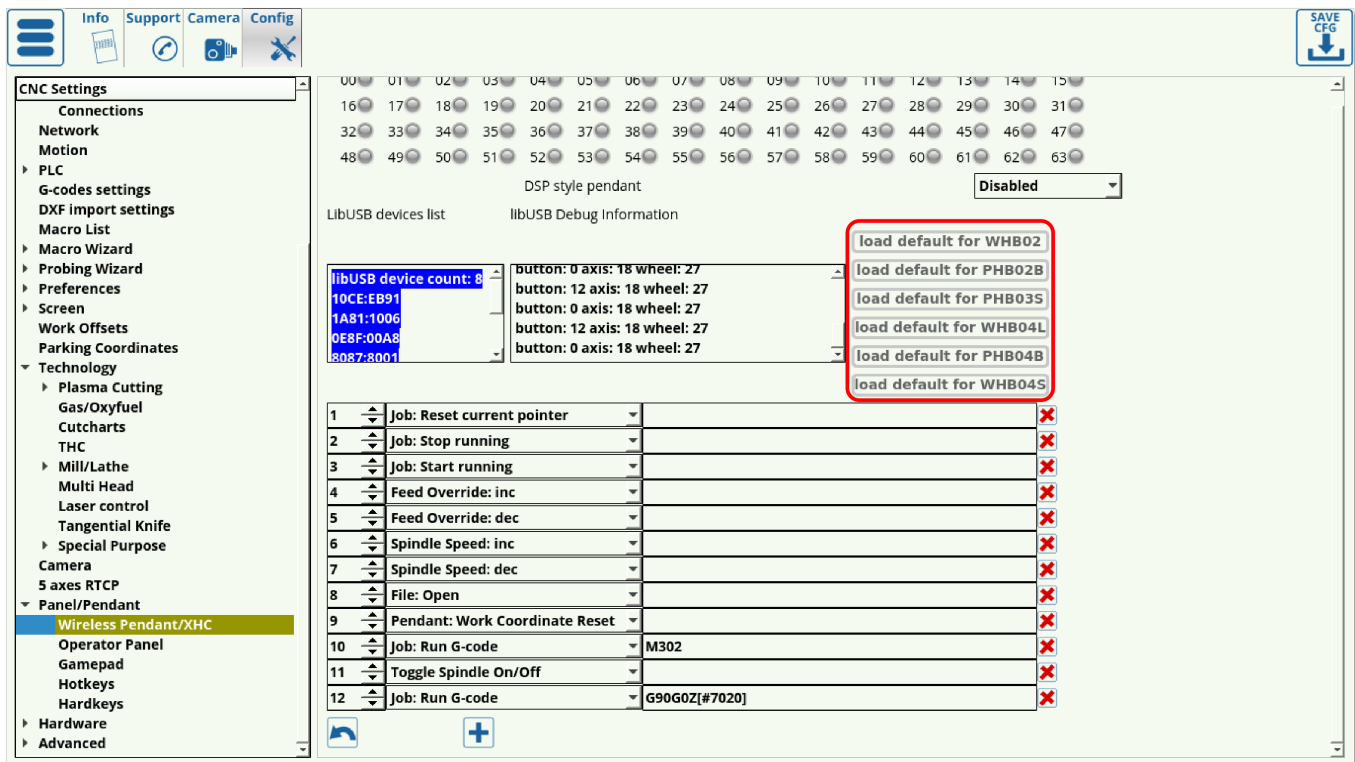 Info Support Camera Config
SAVE
CFG
CNC Settings
Connections
Network
Motion
PLC
G-codes settings
DXF import settings
Macro List
Macro Wizard
Probing Wizard
Preferences
Screen
Work Offsets
Parking Coordinates
Technology
Plasma Cutting
Gas/Oxyfuel
Cutcharts
THC
Mill/Lathe
Multi Head
Laser control
Tangential Knife
Special Purpose
Camera
5 axes RTCP
Panel/Pendant
Wireless Pendant/XHC
Operator Panel
Gamepad
Hotkeys
Hardkeys
Hardware
Advanced
00 01 02 03 04 05 06 07 08 09 10 11 12 13 14 15
16 17 18 19 20 21 22 23 24 25 26 27 28 29 30 31
32 33 34 35 36 37 38 39 40 41 42 43 44 45 46 47
48 49 50 51 52 53 54 55 56 57 58 59 60 61 62 63
DSP style pendant Disabled
LibUSB devices list libUSB Debug Information
libUSB device count: 8
10CE:EB91
1A81:1006
0E8F:00A8
8087:8001
button: 0 axis: 18 wheel: 27
button: 12 axis: 18 wheel: 27
button: 0 axis: 18 wheel: 27
button: 12 axis: 18 wheel: 27
button: 0 axis: 18 wheel: 27
load default for WHB02
load default for PHB02B
load default for PHB03S
load default for WHB04L
load default for PHB04B
load default for WHB04S
1 Job: Reset current pointer
2 Job: Stop running
3 Job: Start running
4 Feed Override: inc
5 Feed Override: dec
6 Spindle Speed: inc
7 Spindle Speed: dec
8 File: Open
9 Pendant: Work Coordinate Reset
10 Job: Run G-code M302
11 Toggle Spindle On/Off
12 Job: Run G-code G90G0Z[#7020]